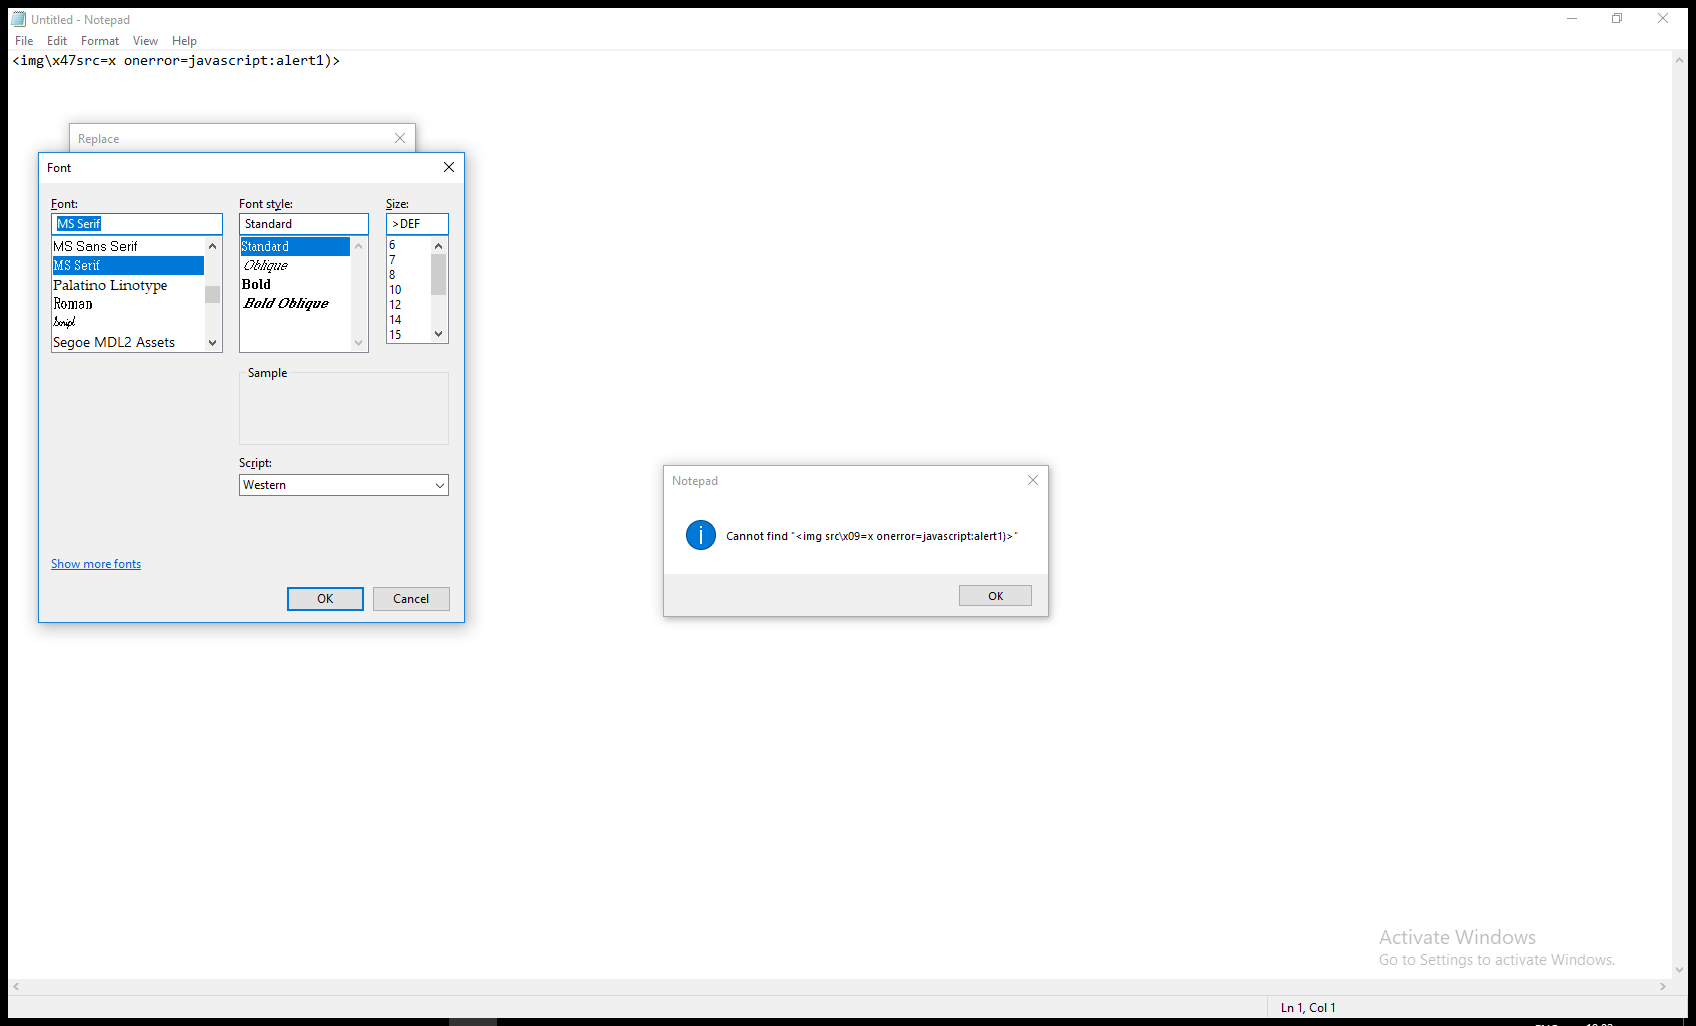 Untitled - Notepad
File Edit Format View Help
<img\x47src=x onerror=javascript:alert1)>
Replace
Font
Font: Font style: Size:
MS Serif Standard >DEF
MS Sans Serif
MS Serif
Palatino Linotype
Roman
Script
Segoe MDL2 Assets
Standard
Oblique
Bold
Bold Oblique
6
7
8
10
12
14
15
Sample
Script:
Western
Show more fonts
OK Cancel
Notepad
Cannot find "<img src\x09=x onerror=javascript:alert1)>"
OK
Activate Windows
Go to Settings to activate Windows.
Ln 1, Col 1